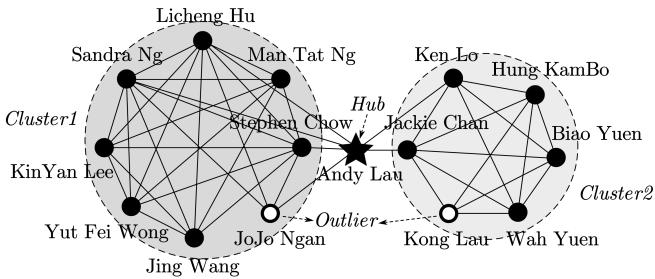 Licheng Hu
Sandra Ng
Man Tat Ng
Ken Lo
Hung KamBo
Cluster1
Hub
Stephen Chow
Jackie Chan
Biao Yuen
KinYan Lee
Andy Lau
Cluster2
Yut Fei Wong
JoJo Ngan
Outlier
Kong Lau
Wah Yuen
Jing Wang